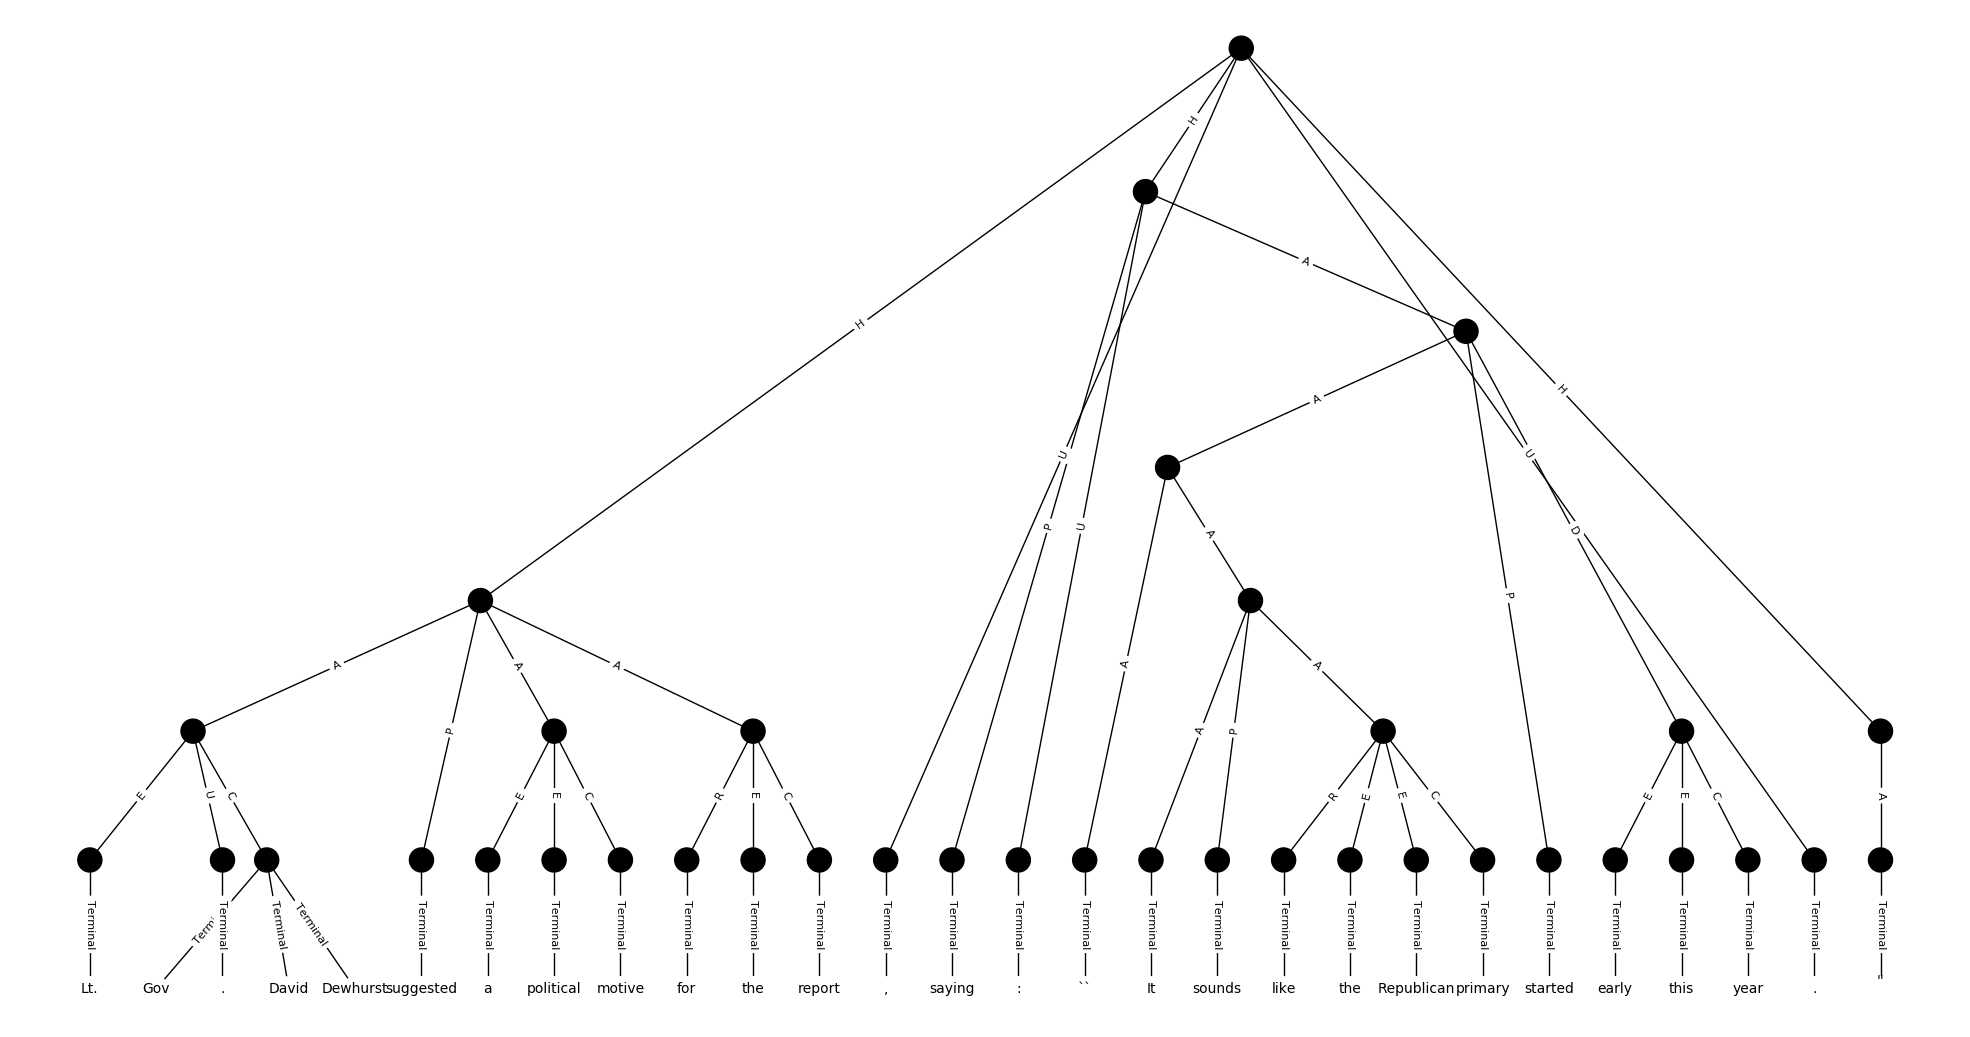 H
H
A
H
A
U
U
P
U
D
A
P
A
A
A
A
A
P
A
P
E
U
C
E
E
C
R
E
C
R
E
E
C
E
E
C
A
Terminal Terminal Terminal Terminal Terminal Terminal Terminal Terminal Terminal Terminal Terminal Terminal Terminal Terminal Terminal Terminal Terminal Terminal Terminal Terminal Terminal Terminal Terminal Terminal Terminal Terminal Terminal
Lt. Gov . David Dewhurst suggested a political motive for the report , saying : `` It sounds like the Republican primary started early this year . "